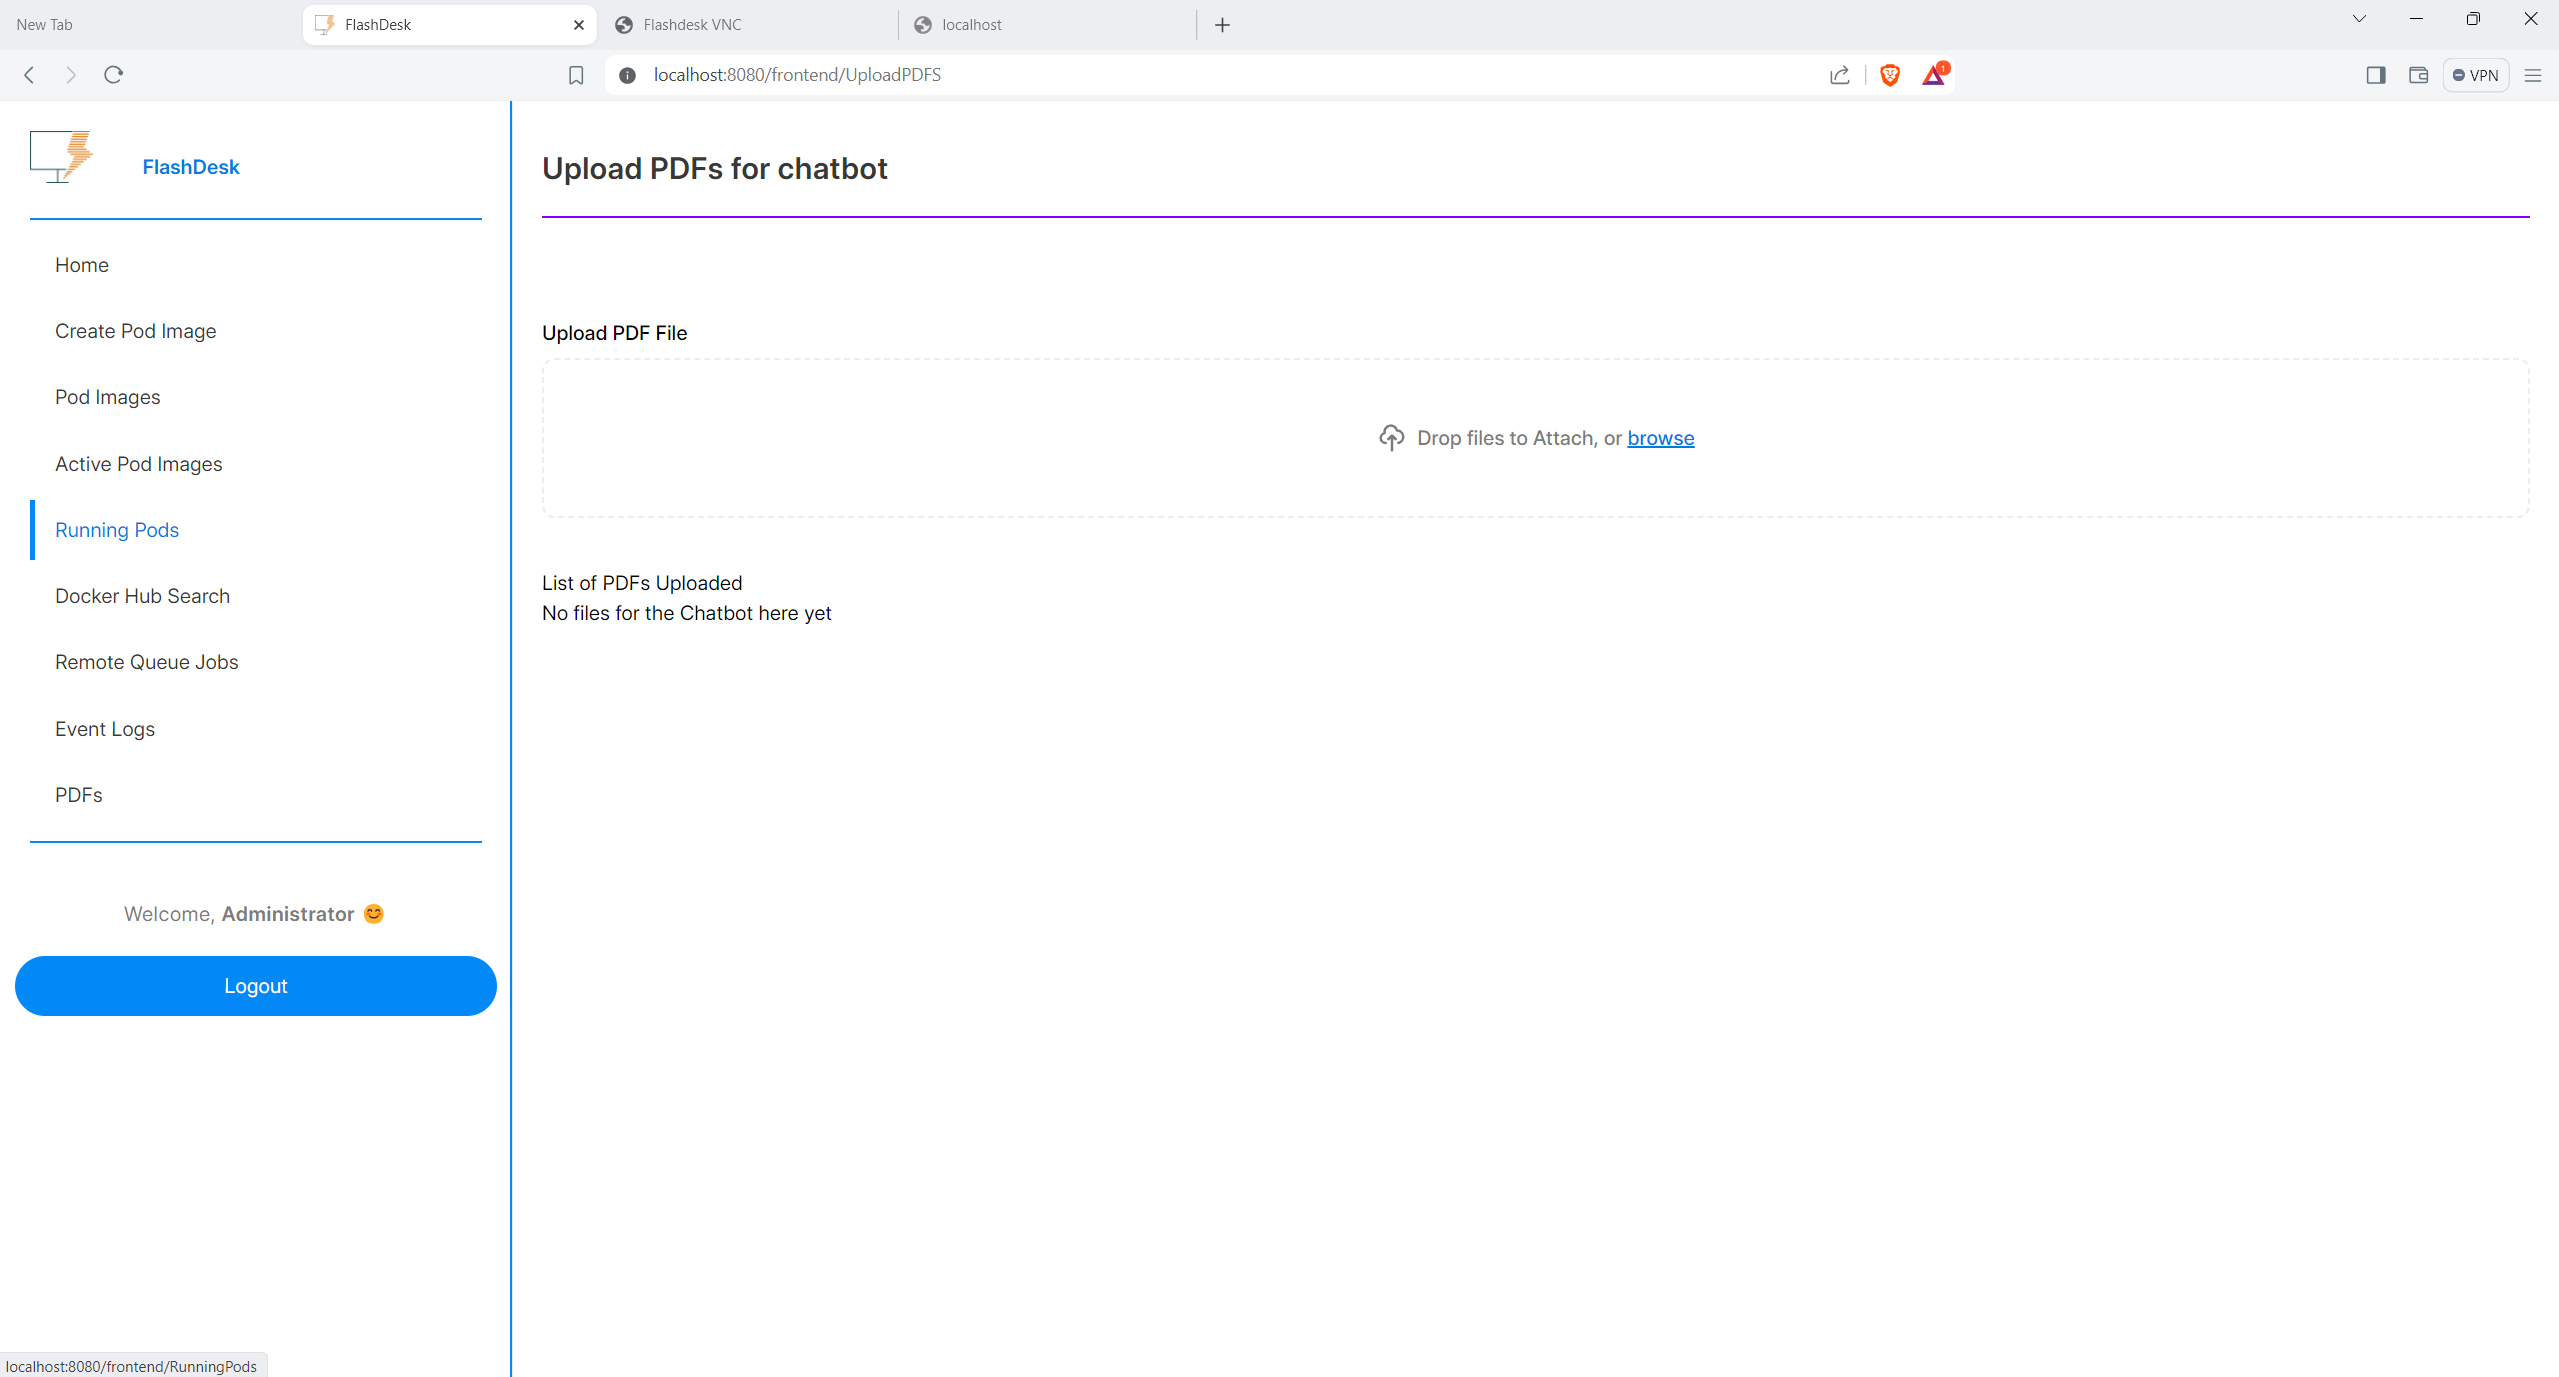 New Tab
FlashDesk
Flashdesk VNC
localhost
localhost:8080/frontend/UploadPDFS
1
VPN
FlashDesk
Home
Create Pod Image
Pod Images
Active Pod Images
Running Pods
Docker Hub Search
Remote Queue Jobs
Event Logs
PDFs
Welcome, Administrator 😊
Logout
Upload PDFs for chatbot
Upload PDF File
Drop files to Attach, or browse
List of PDFs Uploaded
No files for the Chatbot here yet
localhost:8080/frontend/RunningPods